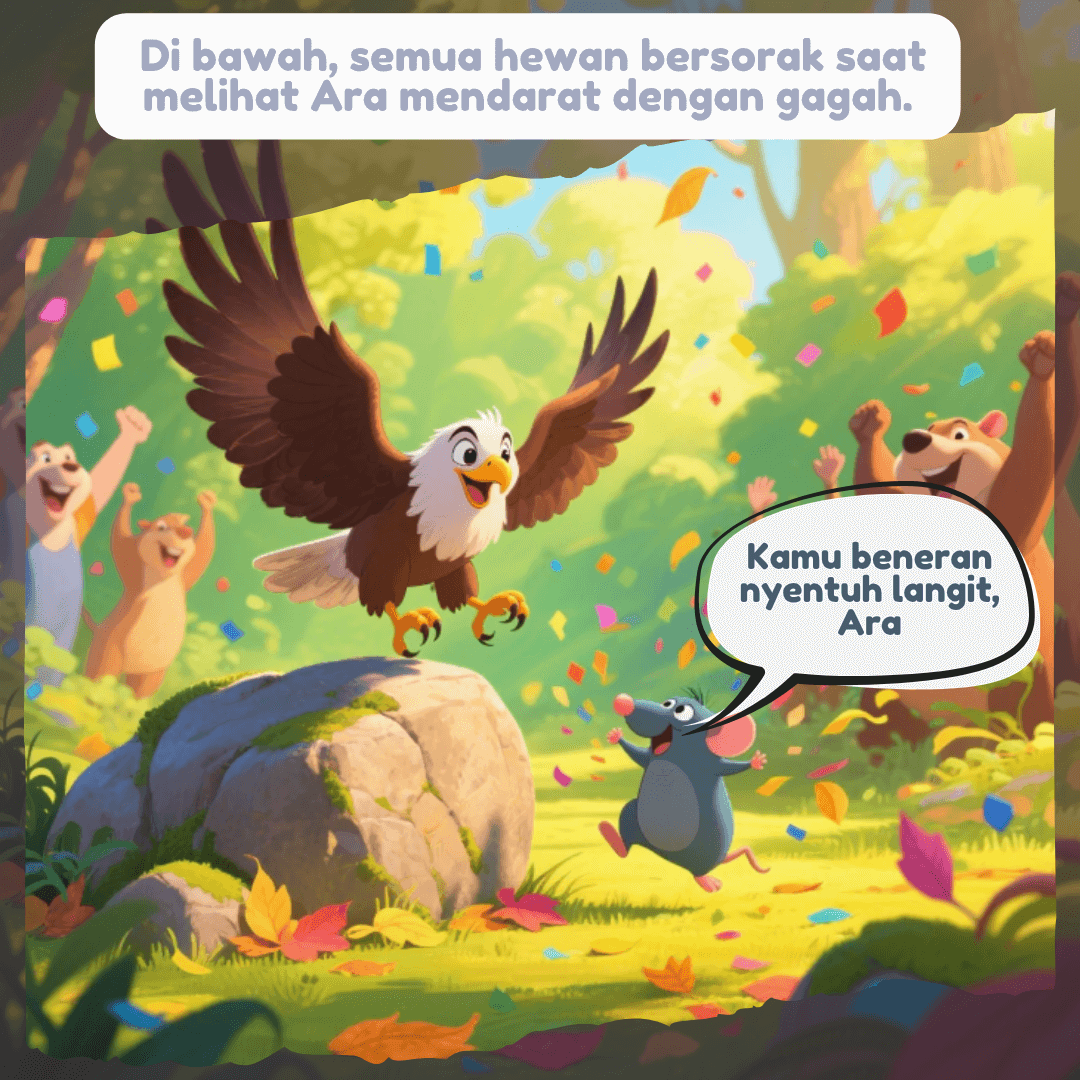 Di bawah, semua hewan bersorak saat
melihat Ara mendarat dengan gagah.
Kamu beneran
nyentuh langit,
Ara